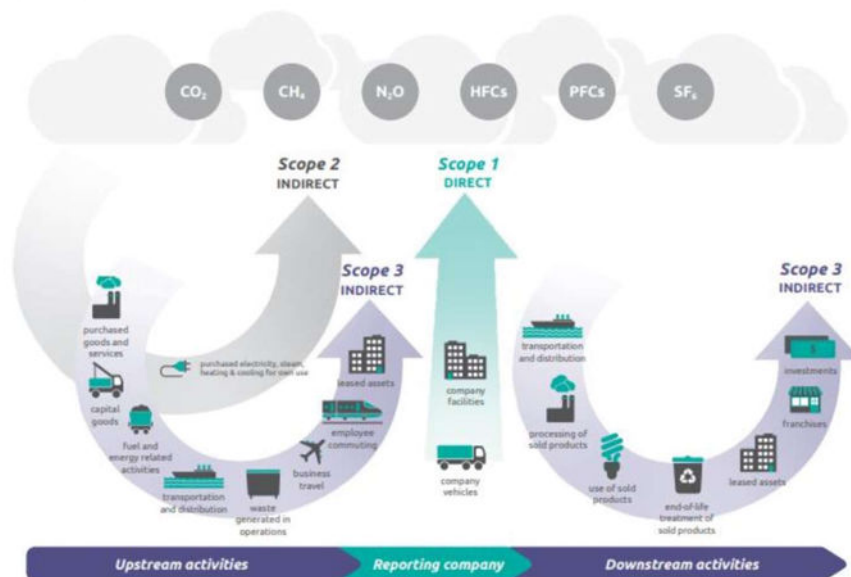 CO₂
CH₄
N₂O
HFCs
PFCs
SF₆
Scope 2
INDIRECT
Scope 1
DIRECT
Scope 3
INDIRECT
Scope 3
INDIRECT
purchased
goods and
services
capital
goods
fuel and
energy related
activities
transportation
and distribution
waste
generated in
operations
business
travel
employee
commuting
leased assets
purchased electricity, steam,
heating & cooling for own use
company
facilities
company
vehicles
transportation
and distribution
processing of
sold products
use of sold
products
end-of-life
treatment of
sold products
leased assets
franchises
investments
$
Upstream activities
Reporting company
Downstream activities